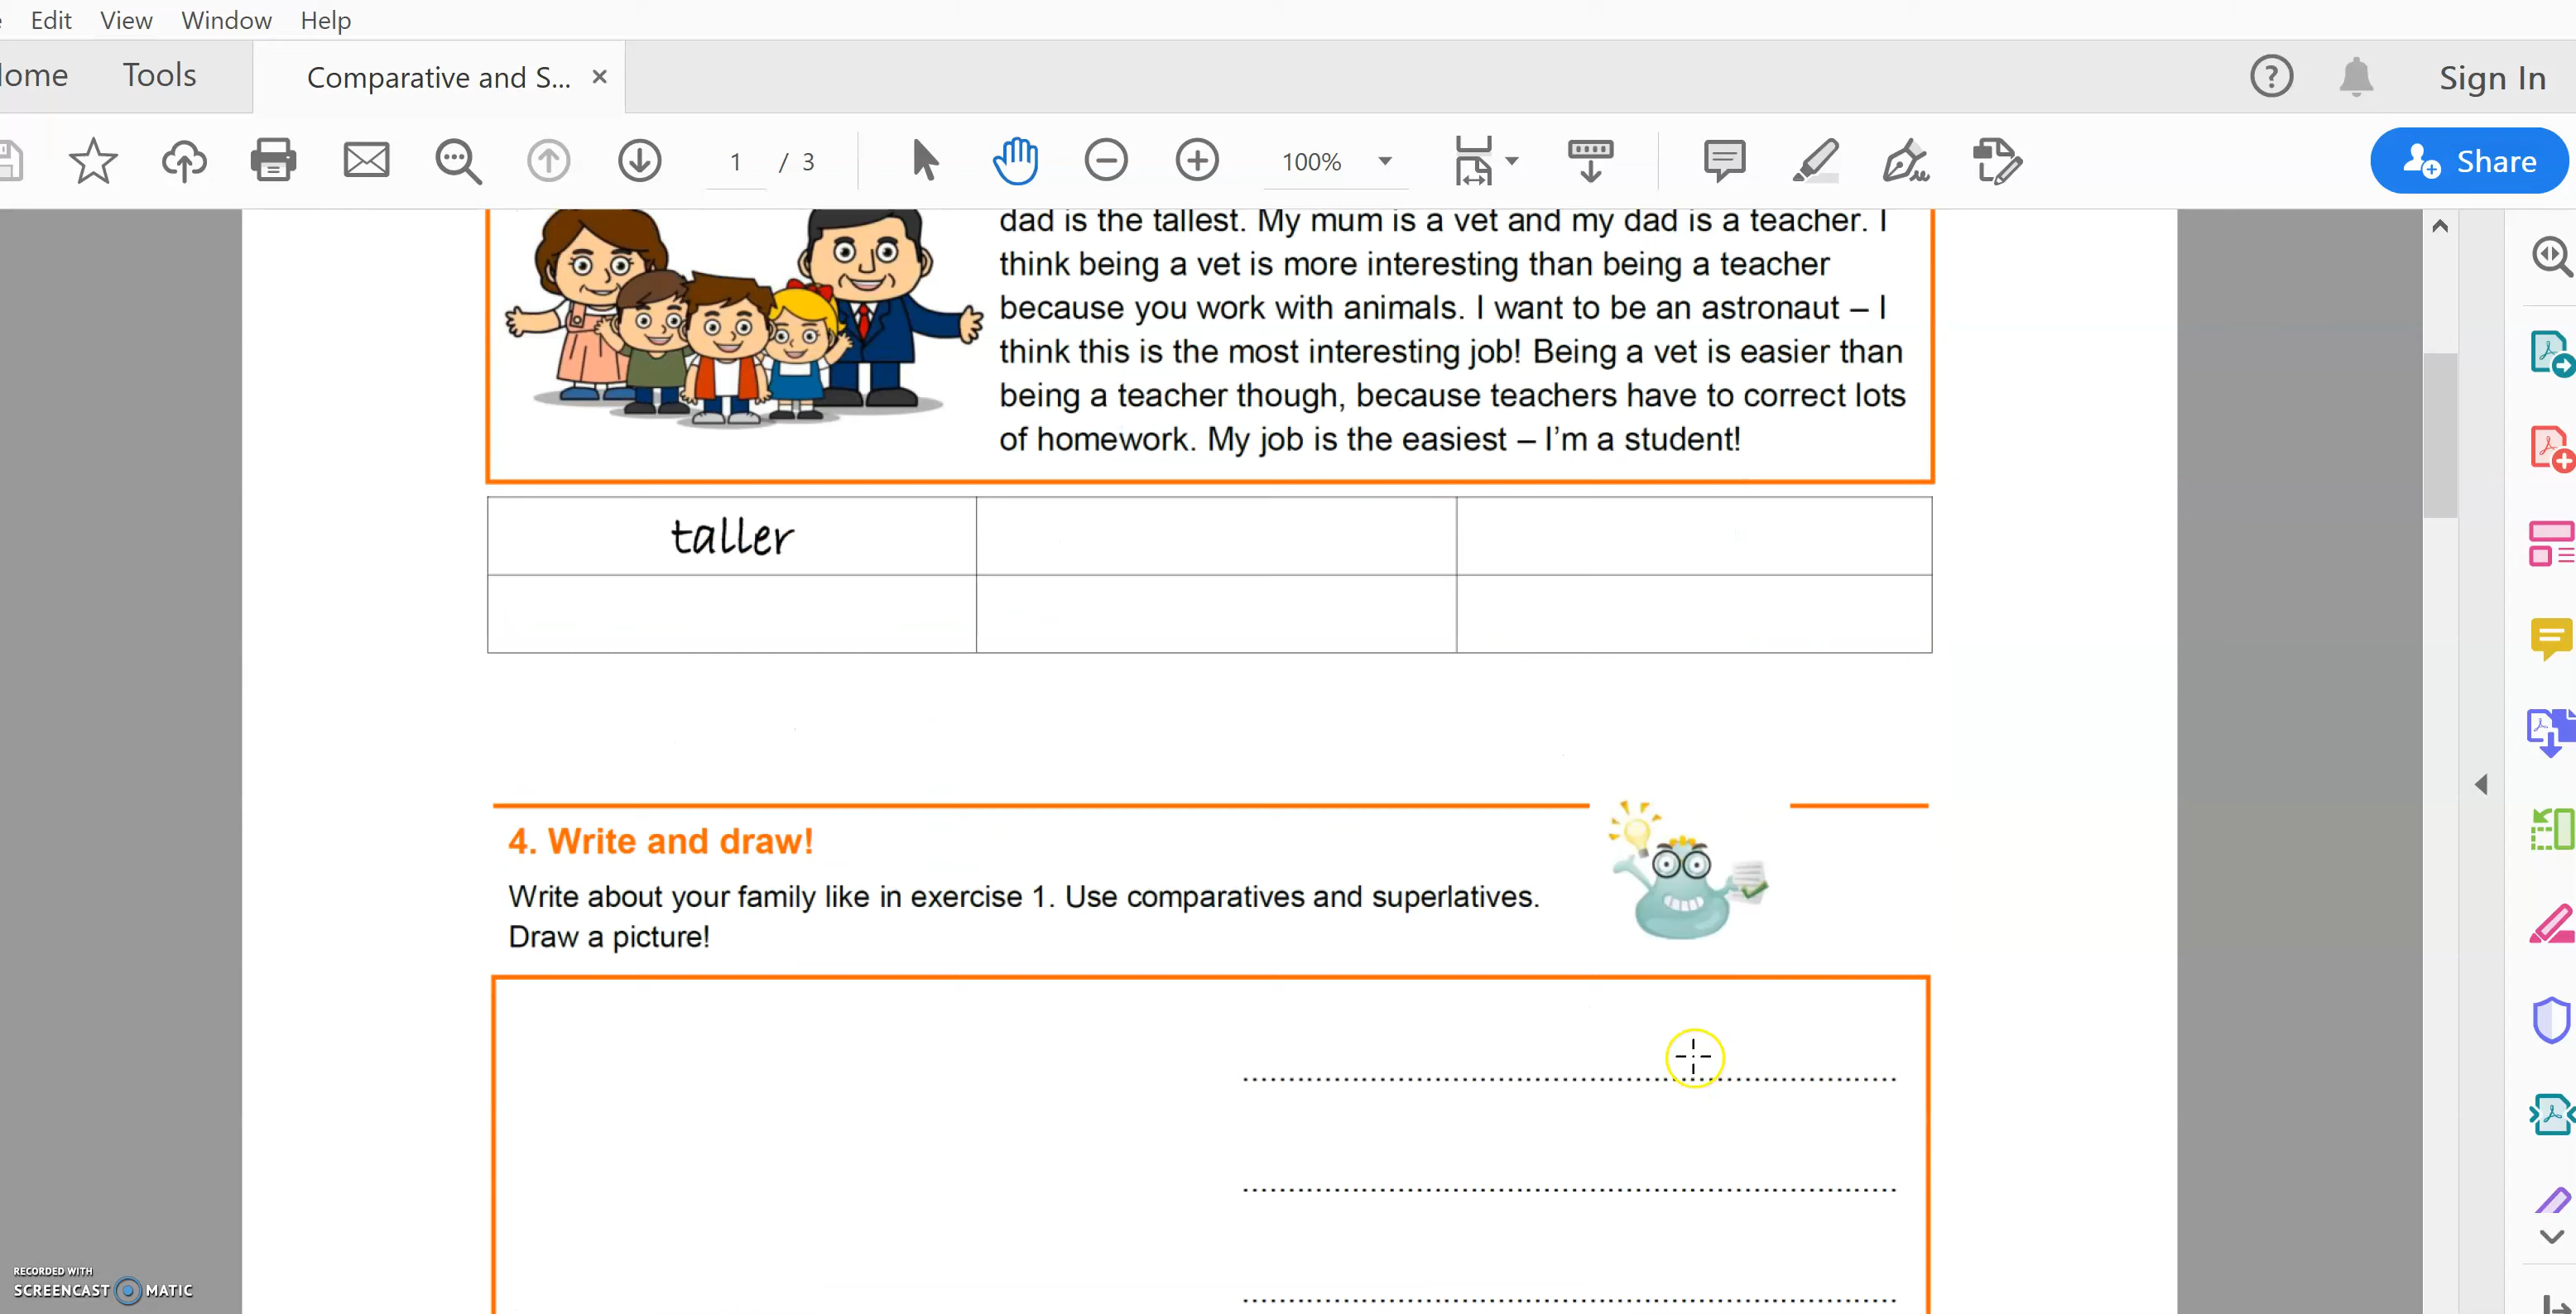 Edit View Window Help
Home Tools Comparative and S... × ? Sign In
1 / 3 100% Share
dad is the tallest. My mum is a vet and my dad is a teacher. I
think being a vet is more interesting than being a teacher
because you work with animals. I want to be an astronaut – I
think this is the most interesting job! Being a vet is easier than
being a teacher though, because teachers have to correct lots
of homework. My job is the easiest – I'm a student!
taller
4. Write and draw!
Write about your family like in exercise 1. Use comparatives and superlatives.
Draw a picture!
RECORDED WITH
SCREENCAST MATIC